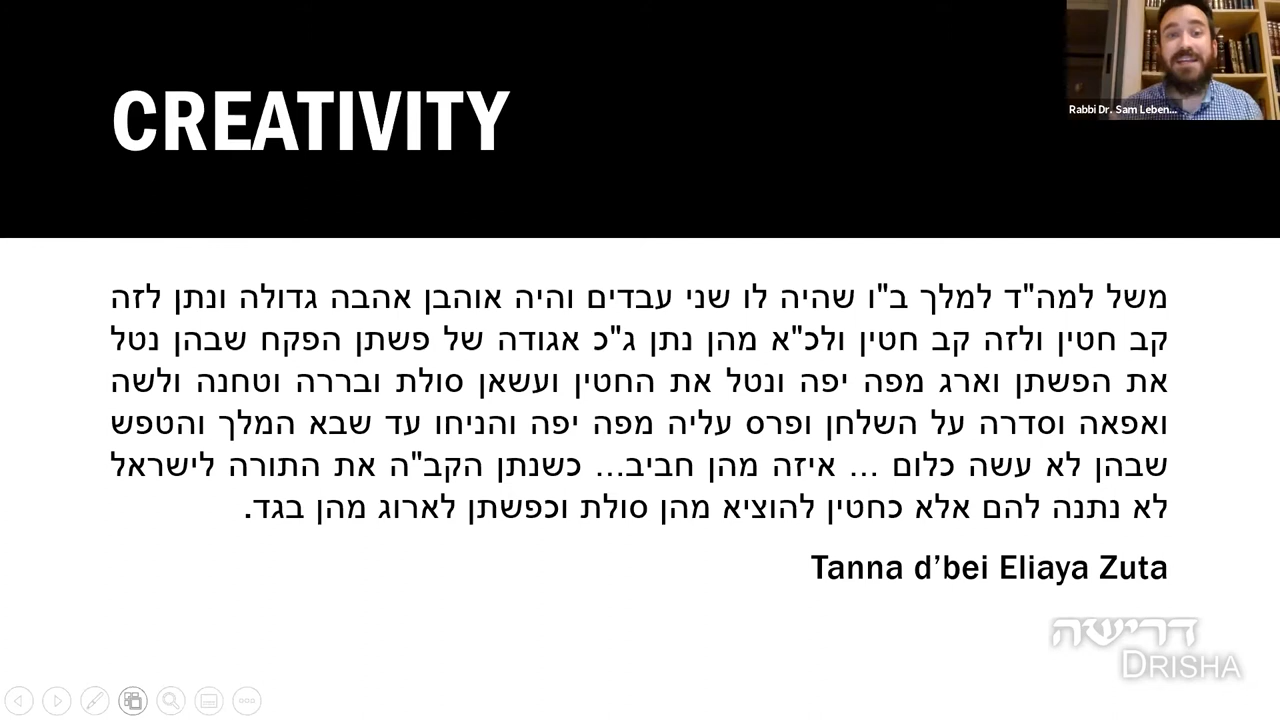 CREATIVITY
Rabbi Dr. Sam Leben...
משל למה"ד למלך ב"ו שהיה לו שני עבדים והיה אוהבן אהבה גדולה ונתן לזה
קב חטין ולזה קב חטין ולכ"א מהן נתן ג"כ אגודה של פשתן הפקח שבהן נטל
את הפשתן וארג מפה יפה ונטל את החטין ועשאן סולת ובררה וטחנה ולשה
ואפאה וסדרה על השלחן ופרס עליה מפה יפה והניחו עד שבא המלך והטפש
שבהן לא עשה כלום ... איזה מהן חביב... כשנתן הקב"ה את התורה לישראל
לא נתנה להם אלא כחטין להוציא מהן סולת וכפשתן לארוג מהן בגד.
Tanna d’bei Eliaya Zuta
דרישה
DRISHA